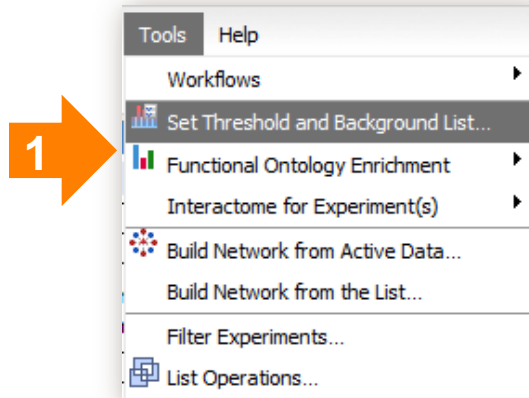 Tools Help
Workflows
Set Threshold and Background List...
1
Functional Ontology Enrichment
Interactome for Experiment(s)
Build Network from Active Data...
Build Network from the List...
Filter Experiments...
List Operations...